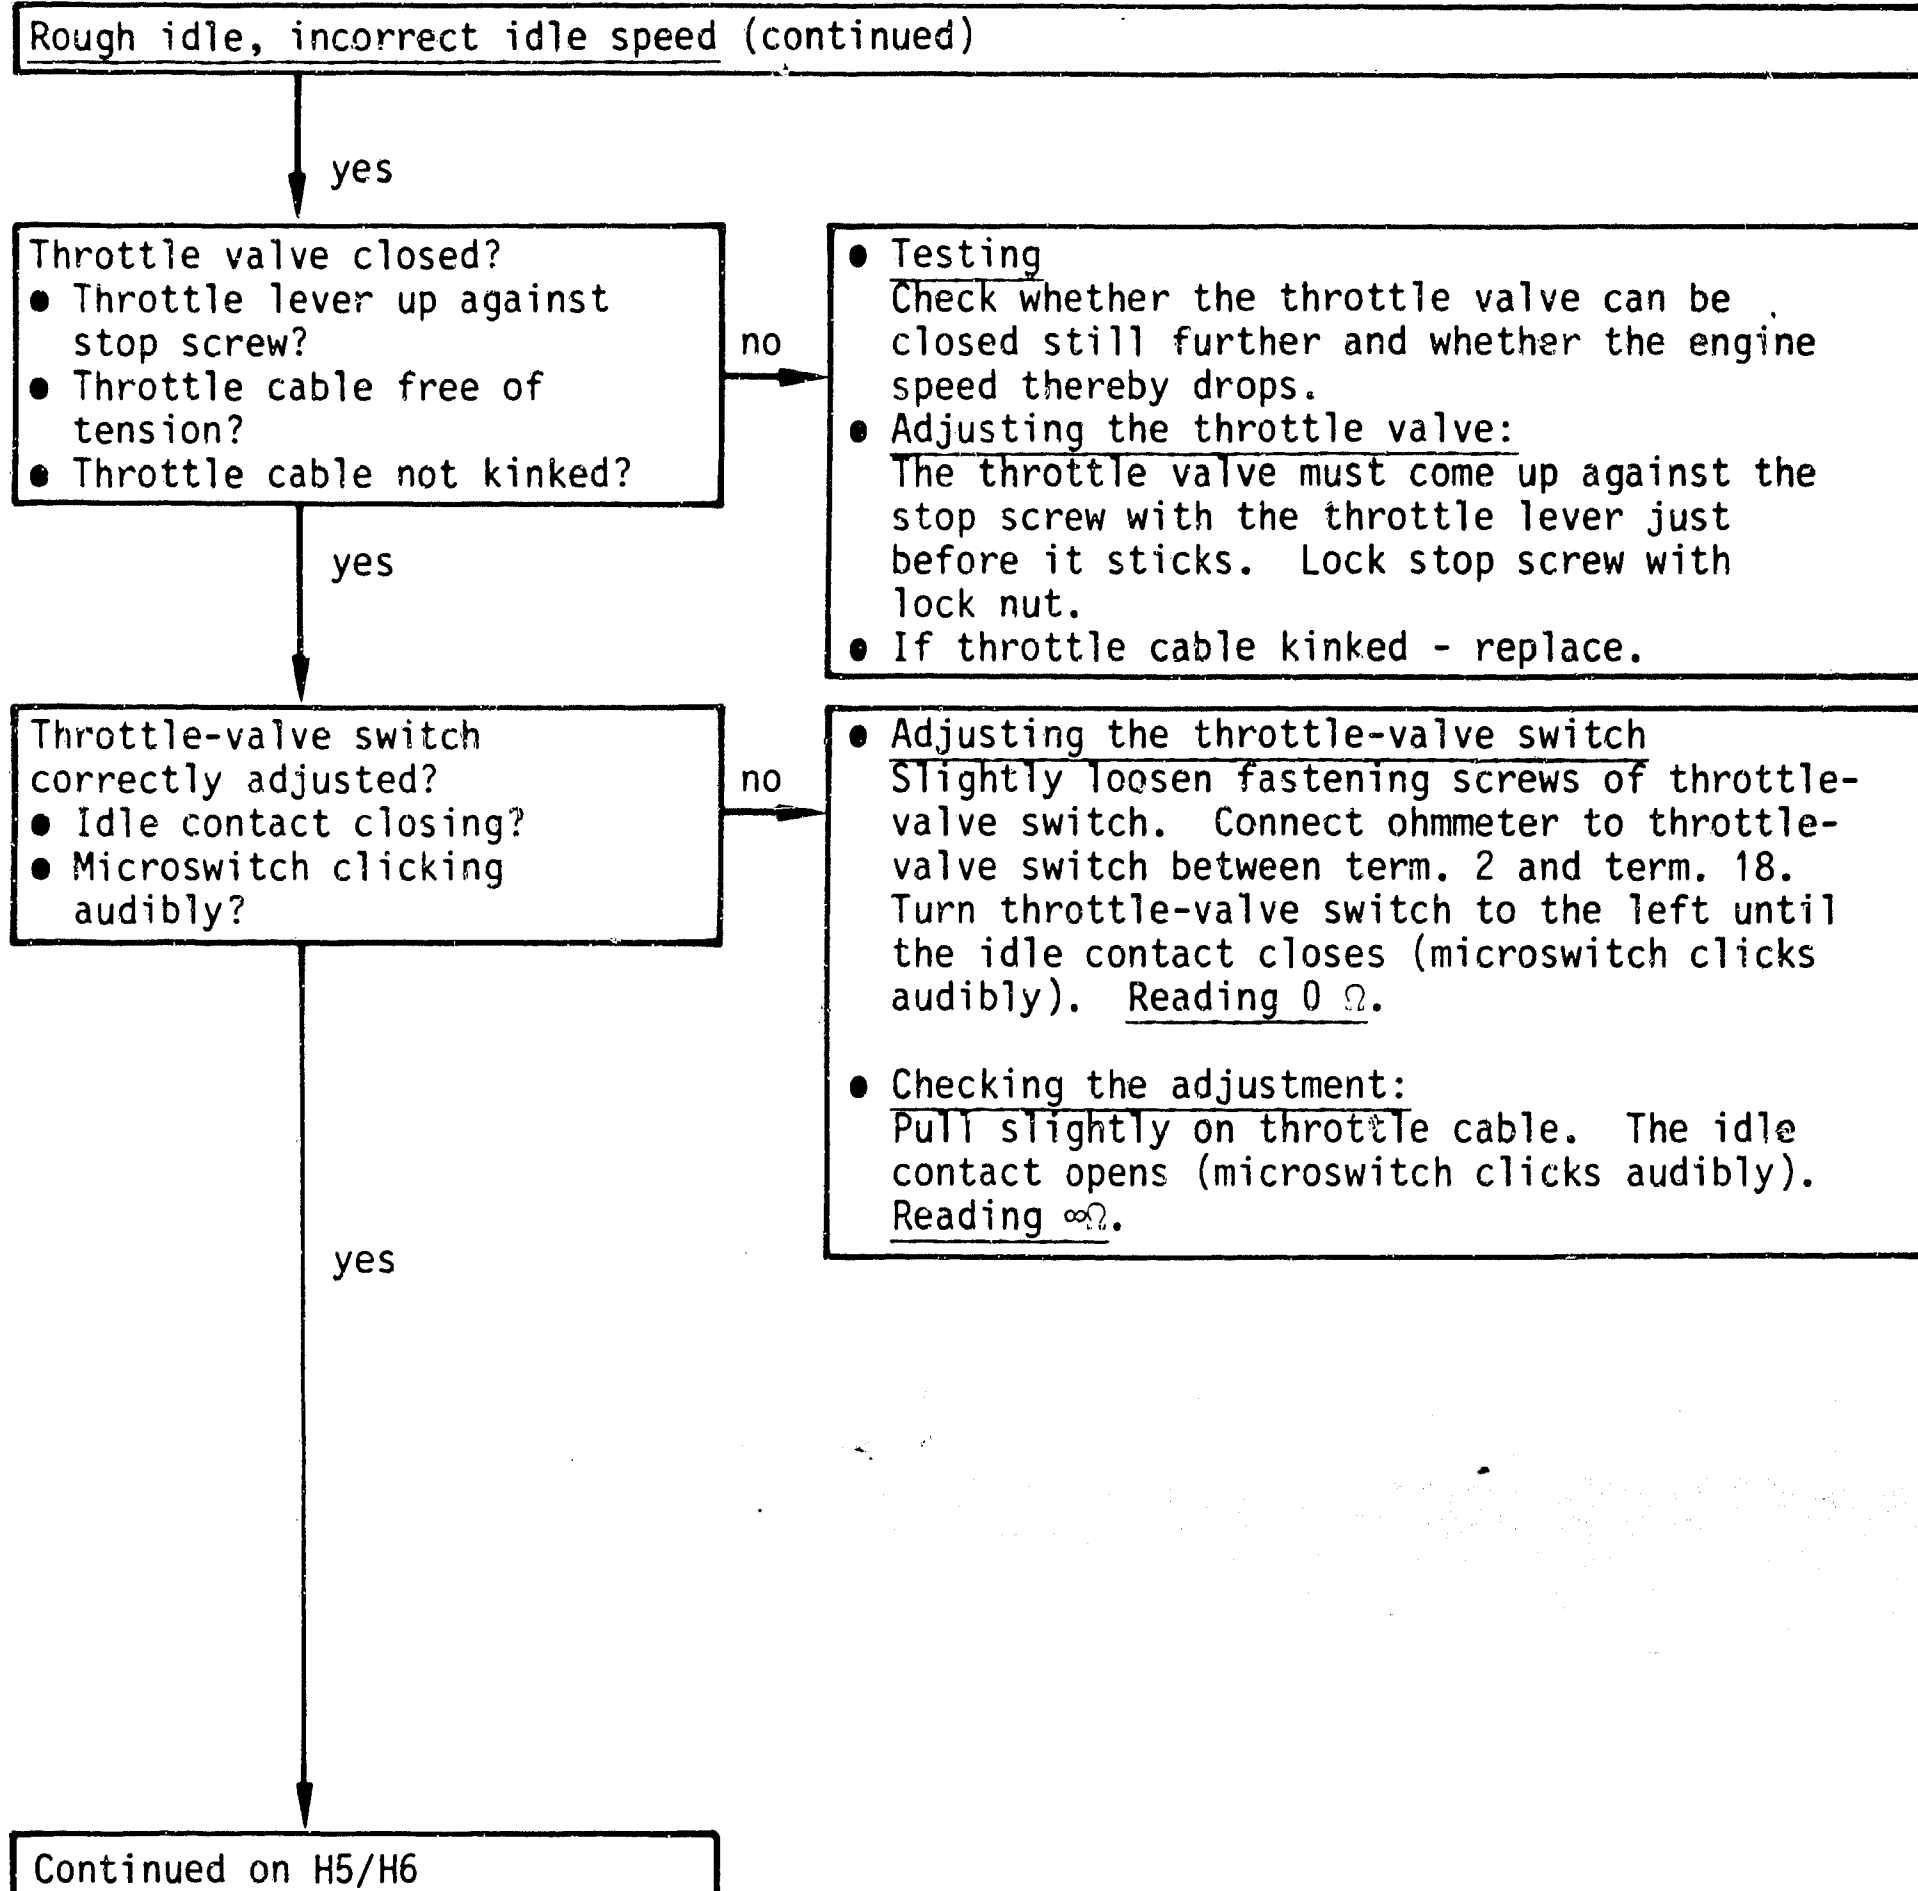 Rough idle, incorrect idle speed (continued)
yes
Throttle valve closed?
● Throttle lever up against
stop screw?
● Throttle cable free of
tension?
● Throttle cable not kinked?
no
● Testing
Check whether the throttle valve can be
closed still further and whether the engine
speed thereby drops.
● Adjusting the throttle valve:
The throttle valve must come up against the
stop screw with the throttle lever just
before it sticks. Lock stop screw with
lock nut.
● If throttle cable kinked - replace.
yes
Throttle-valve switch
correctly adjusted?
● Idle contact closing?
● Microswitch clicking
audibly?
no
● Adjusting the throttle-valve switch
Slightly loosen fastening screws of throttle-
valve switch. Connect ohmmeter to throttle-
valve switch between term. 2 and term. 18.
Turn throttle-valve switch to the left until
the idle contact closes (microswitch clicks
audibly). Reading 0 Ω.
● Checking the adjustment:
Pull slightly on throttle cable. The idle
contact opens (microswitch clicks audibly).
Reading ∞Ω.
yes
Continued on H5/H6